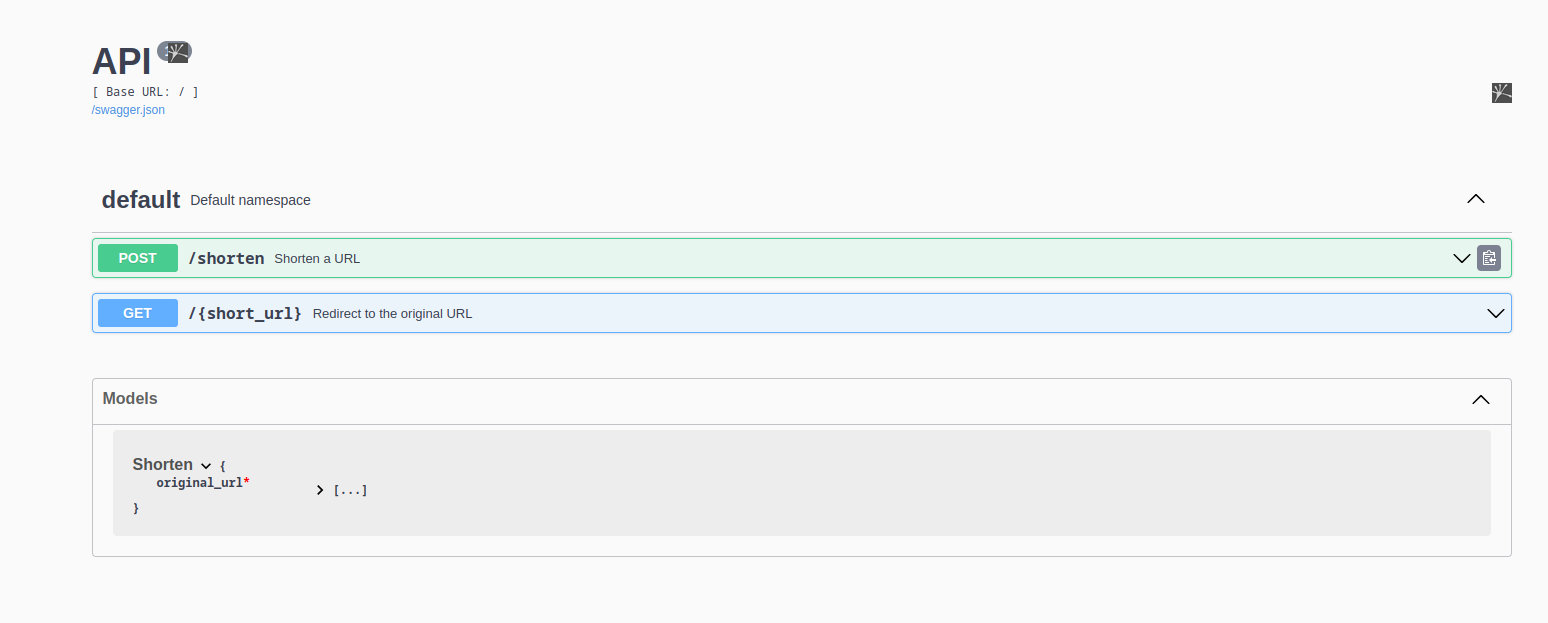 API
[ Base URL: / ]
/swagger.json
default Default namespace
POST /shorten Shorten a URL
GET /{short_url} Redirect to the original URL
Models
Shorten {
original_url* [...]
}